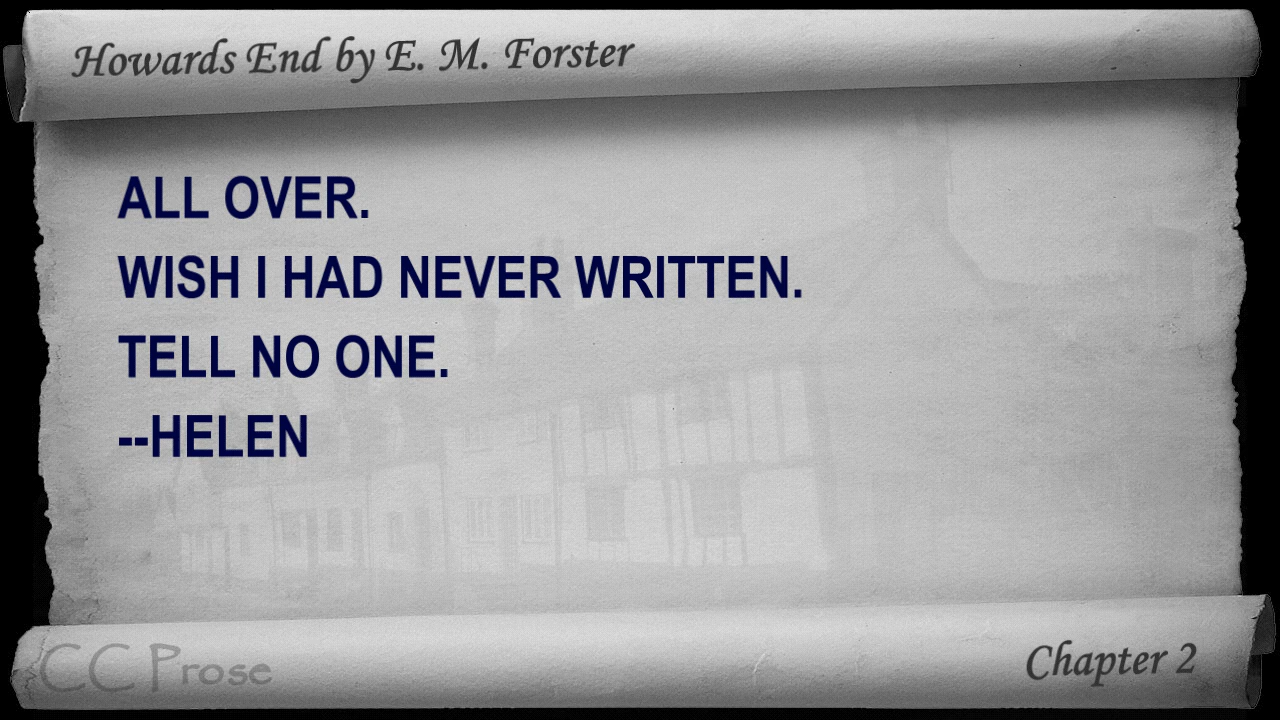 Howards End by E. M. Forster
ALL OVER.
WISH I HAD NEVER WRITTEN.
TELL NO ONE.
--HELEN
CC Prose
Chapter 2